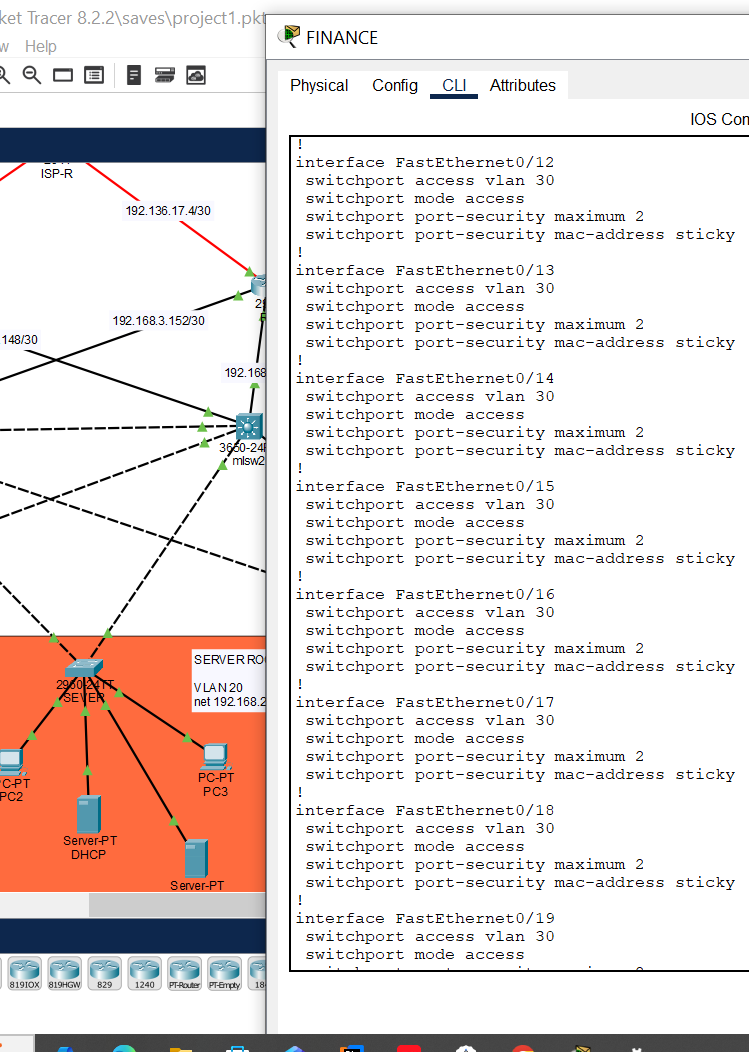 ket Tracer 8.2.2\saves\project1.pkt
w Help
ISP-R
192.136.17.4/30
192.168.3.152/30
148/30
192.168
mlsw2
SERVER
VLAN 20
net 192.168.2
2950-24TT
SEVER
PC-PT
PC2
PC-PT
PC3
Server-PT
DHCP
Server-PT
819IOX 819HGW 829 1240 PT-Router PT-Empty
FINANCE
Physical Config CLI Attributes
IOS Com
!
interface FastEthernet0/12
switchport access vlan 30
switchport mode access
switchport port-security maximum 2
switchport port-security mac-address sticky
!
interface FastEthernet0/13
switchport access vlan 30
switchport mode access
switchport port-security maximum 2
switchport port-security mac-address sticky
!
interface FastEthernet0/14
switchport access vlan 30
switchport mode access
switchport port-security maximum 2
switchport port-security mac-address sticky
!
interface FastEthernet0/15
switchport access vlan 30
switchport mode access
switchport port-security maximum 2
switchport port-security mac-address sticky
!
interface FastEthernet0/16
switchport access vlan 30
switchport mode access
switchport port-security maximum 2
switchport port-security mac-address sticky
!
interface FastEthernet0/17
switchport access vlan 30
switchport mode access
switchport port-security maximum 2
switchport port-security mac-address sticky
!
interface FastEthernet0/18
switchport access vlan 30
switchport mode access
switchport port-security maximum 2
switchport port-security mac-address sticky
!
interface FastEthernet0/19
switchport access vlan 30
switchport mode access